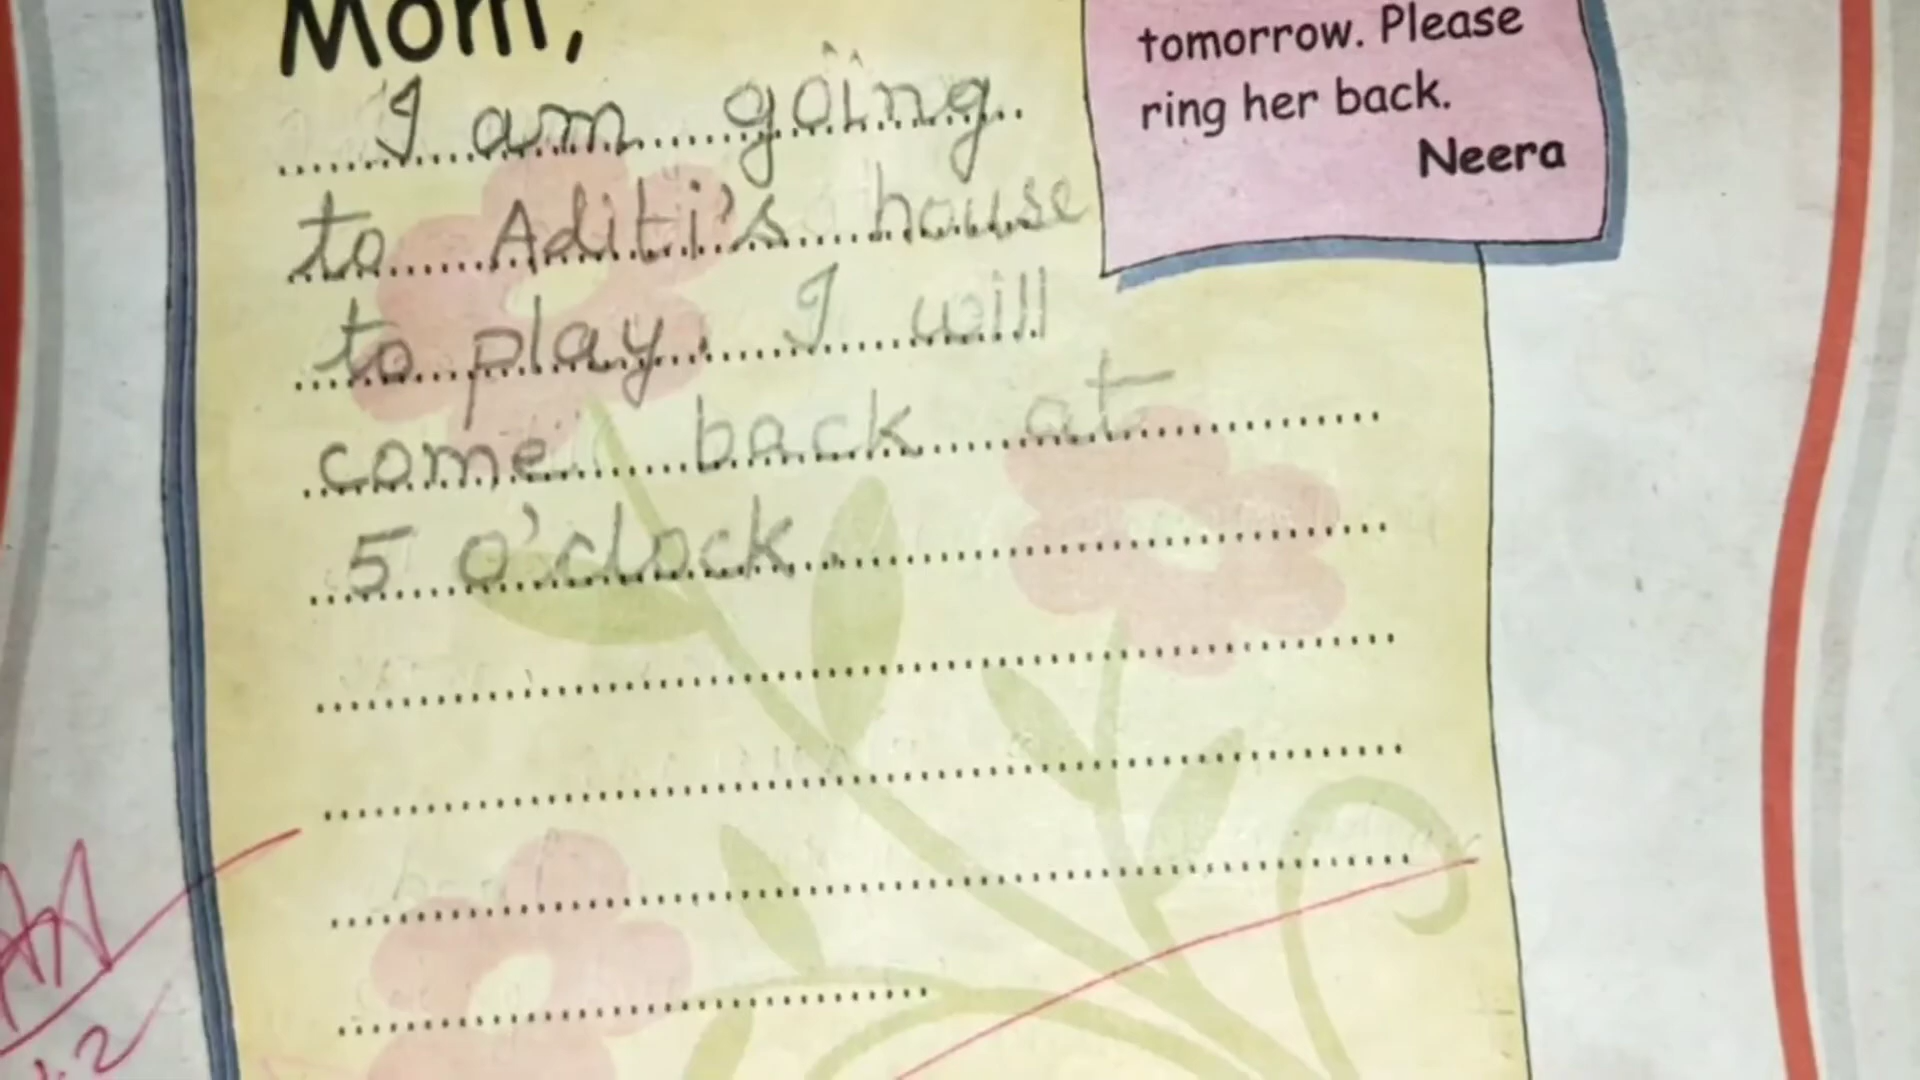 Mom,
I am going
to Aditi's house
to play. I will
come back at
5 o'clock.
tomorrow. Please
ring her back.
Neera